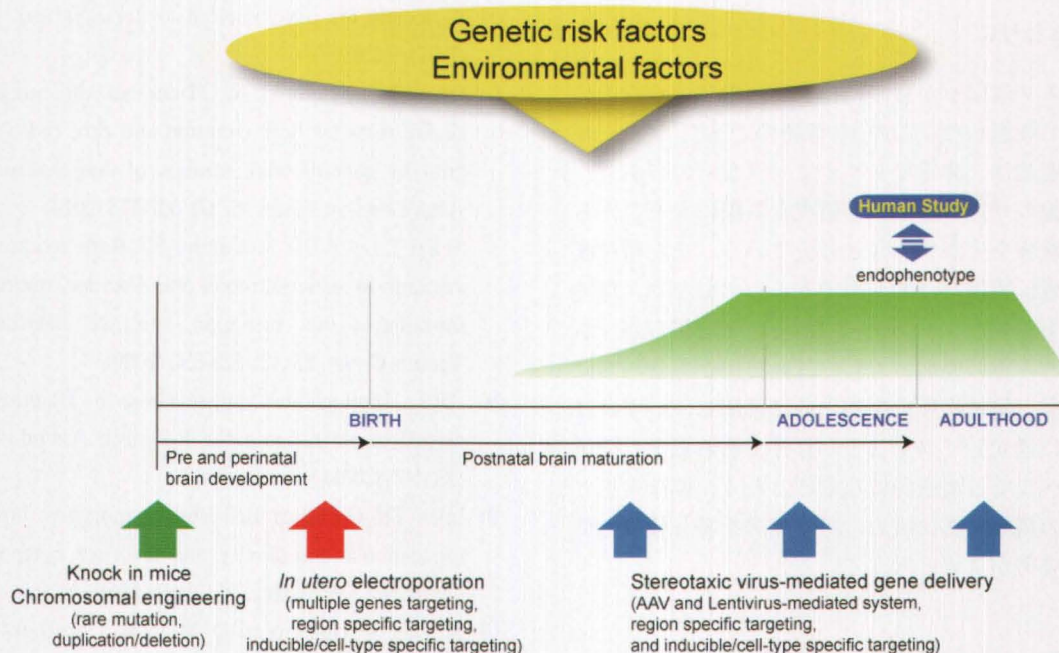 Genetic risk factors
Environmental factors
Human Study
endophenotype
BIRTH
ADOLESCENCE
ADULTHOOD
Pre and perinatal
brain development
Postnatal brain maturation
Knock in mice
Chromosomal engineering
(rare mutation,
duplication/deletion)
In utero electroporation
(multiple genes targeting,
region specific targeting,
inducible/cell-type specific targeting)
Stereotaxic virus-mediated gene delivery
(AAV and Lentivirus-mediated system,
region specific targeting,
and inducible/cell-type specific targeting)